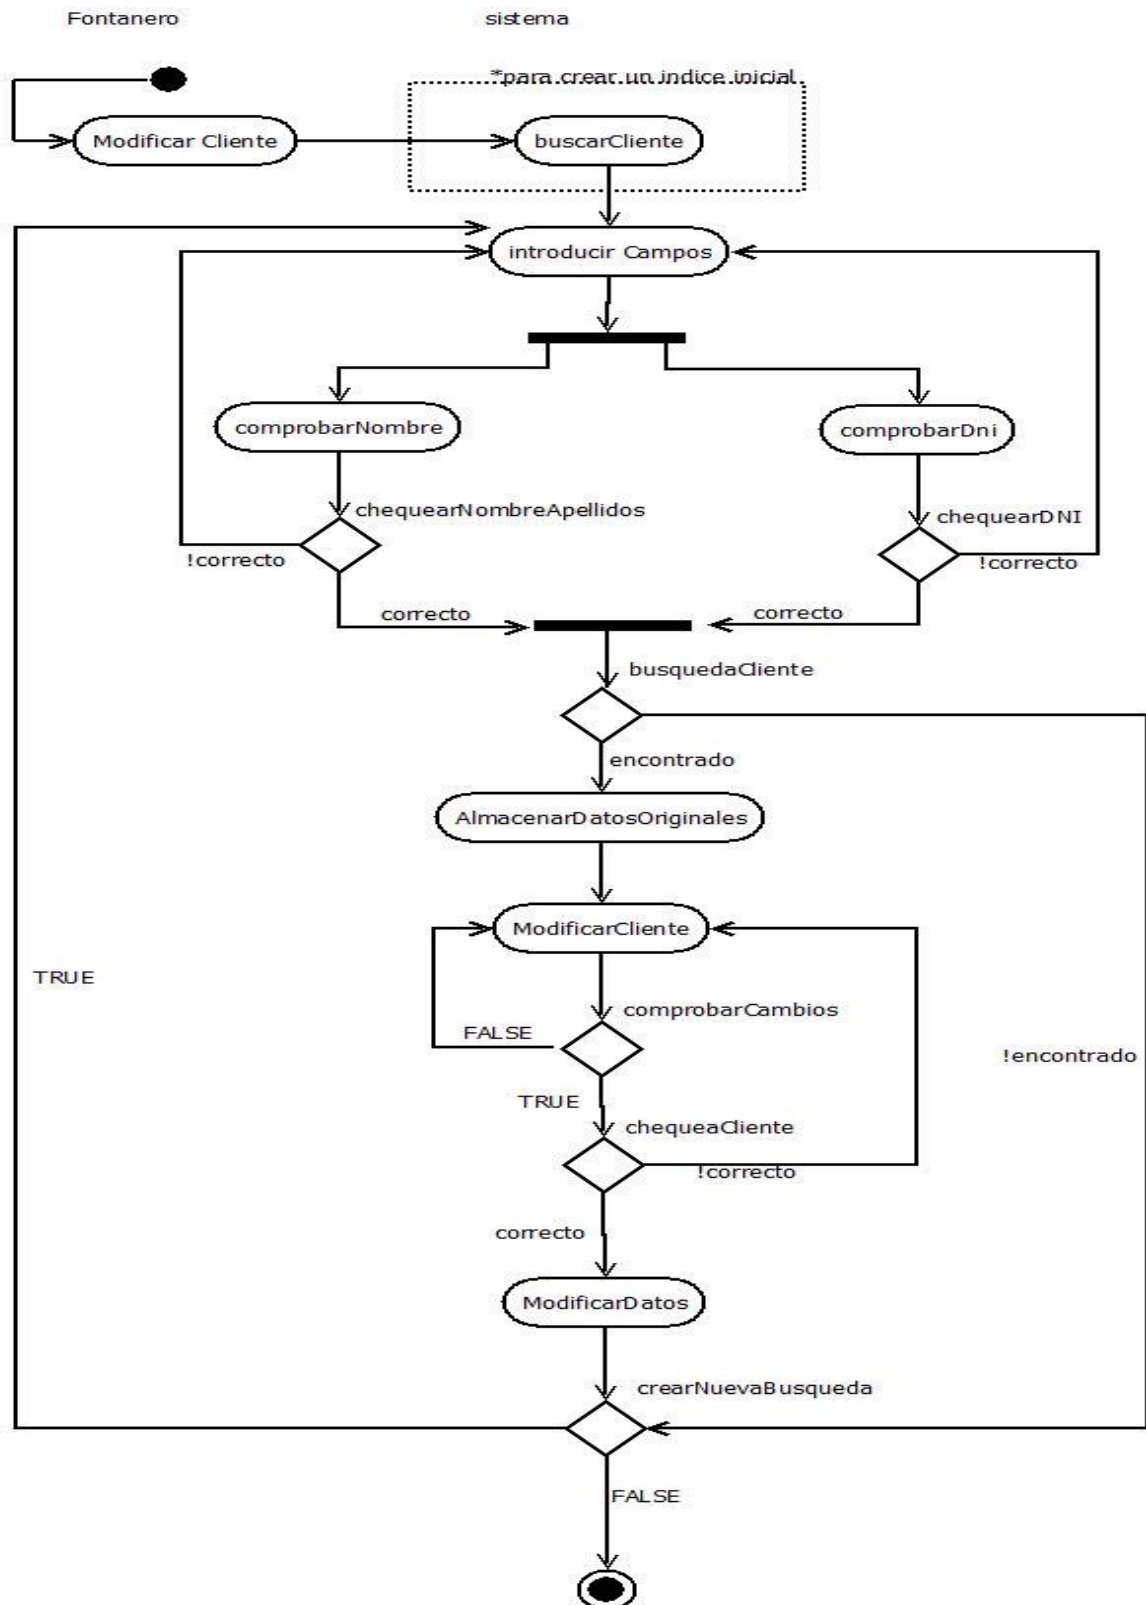 Fontanero
sistema
*para crear un indice inicial
Modificar Cliente
buscarCliente
introducir Campos
comprobarNombre
comprobarDni
chequearNombreApellidos
chequearDNI
!correcto
!correcto
correcto
correcto
busquedaCliente
encontrado
AlmacenarDatosOriginales
ModificarCliente
TRUE
comprobarCambios
FALSE
!encontrado
TRUE
chequeaCliente
!correcto
correcto
ModificarDatos
crearNuevaBusqueda
FALSE